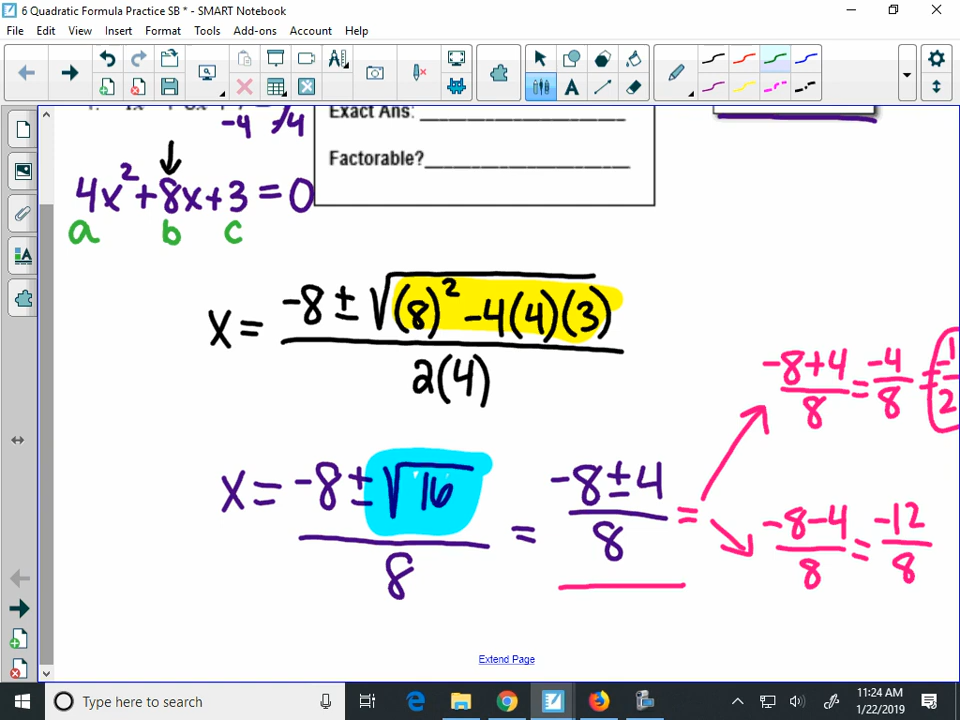 6 Quadratic Formula Practice SB * - SMART Notebook
File Edit View Insert Format Tools Add-ons Account Help
-4 -4
Exact Ans: ____________________
Factorable?____________________
4x²+8x+3=0
a b c
x= -8±√(8)²-4(4)(3)
2(4)
-8+4/8 = -4/8 = -1/2
x= -8±√16/8 = -8±4/8 =
-8-4/8 = -12/8
Extend Page
Type here to search
11:24 AM
1/22/2019